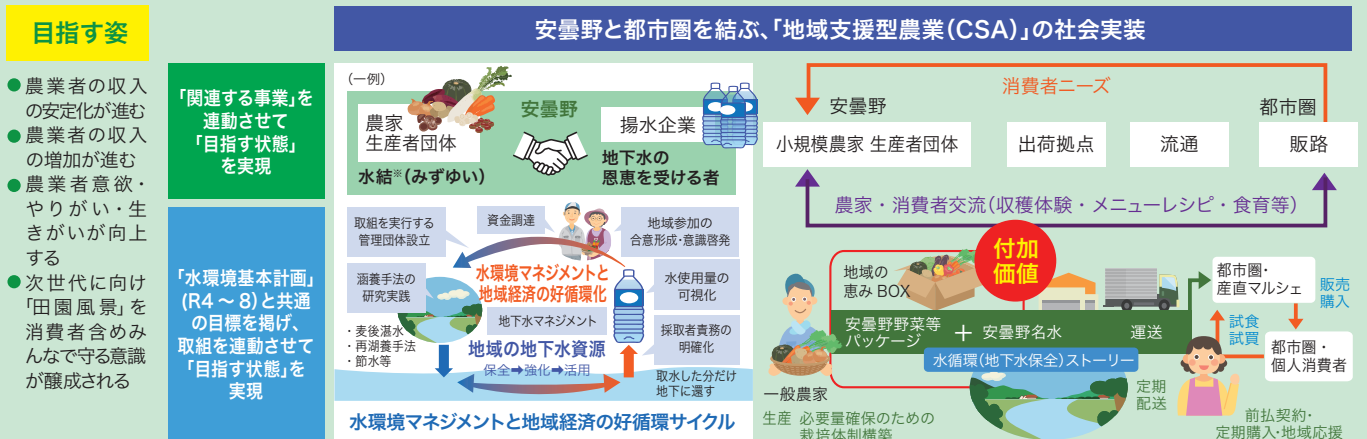 目指す姿
安曇野と都市圏を結ぶ、「地域支援型農業(CSA)」の社会実装
●農業者の収入
の安定化が進む
●農業者の収入
の増加が進む
●農業者意欲・
やりがい・生
きがいが向上
する
●次世代に向け
「田園風景」を
消費者含めみ
んなで守る意識
が醸成される
「関連する事業」を
連動させて
「目指す状態」
を実現
「水環境基本計画」
(R4～8)と共通
の目標を掲げ、
取組を連動させて
「目指す状態」を
実現
(一例)
安曇野
農家
生産者団体
揚水企業
水結※(みずゆい)
地下水の
恩恵を受ける者
取組を実行する
管理団体設立
資金調達
地域参加の
合意形成・意識啓発
涵養手法の
研究実践
水環境マネジメントと
地域経済の好循環化
水使用量の
可視化
・麦後湛水
・再湖養手法
・節水等
地下水マネジメント
採取者責務の
明確化
地域の地下水資源
保全➡強化➡活用
取水した分だけ
地下に還す
水環境マネジメントと地域経済の好循環サイクル
消費者ニーズ
安曇野
都市圏
小規模農家 生産者団体
出荷拠点
流通
販路
農家・消費者交流(収穫体験・メニューレシピ・食育等)
付加
価値
地域の
恵み BOX
安曇野野菜等
パッケージ
＋
安曇野名水
運送
水循環(地下水保全)ストーリー
都市圏・
産直マルシェ
販売
購入
試食
試買
都市圏・
個人消費者
一般農家
定期
配送
生産 必要量確保のための
栽培体制構築
前払契約・
定期購入・地域応援